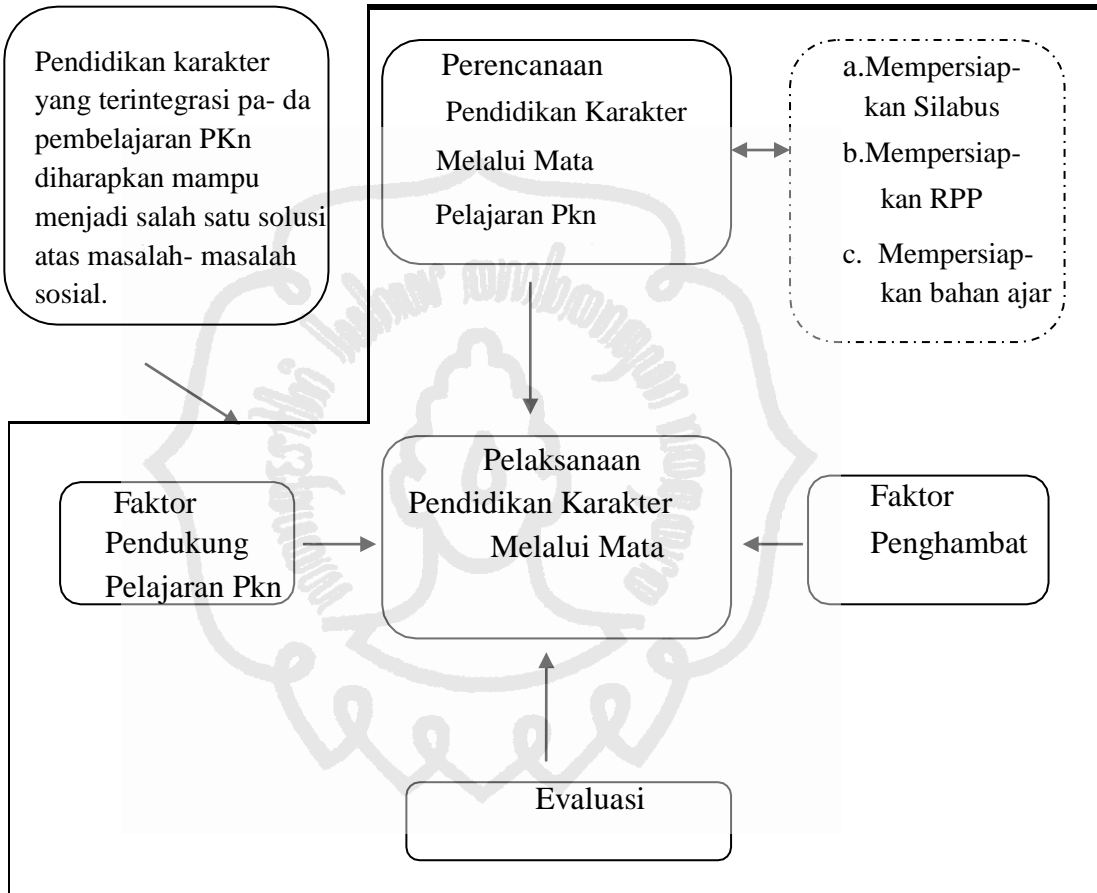 Pendidikan karakter
yang terintegrasi pa- da
pembelajaran PKn
diharapkan mampu
menjadi salah satu solusi
atas masalah- masalah
sosial.
Perencanaan
Pendidikan Karakter
Melalui Mata
Pelajaran Pkn
a.Mempersiap-
kan Silabus
b.Mempersiap-
kan RPP
c. Mempersiap-
kan bahan ajar
Faktor
Pendukung
Pelajaran Pkn
Pelaksanaan
Pendidikan Karakter
Melalui Mata
Faktor
Penghambat
Evaluasi